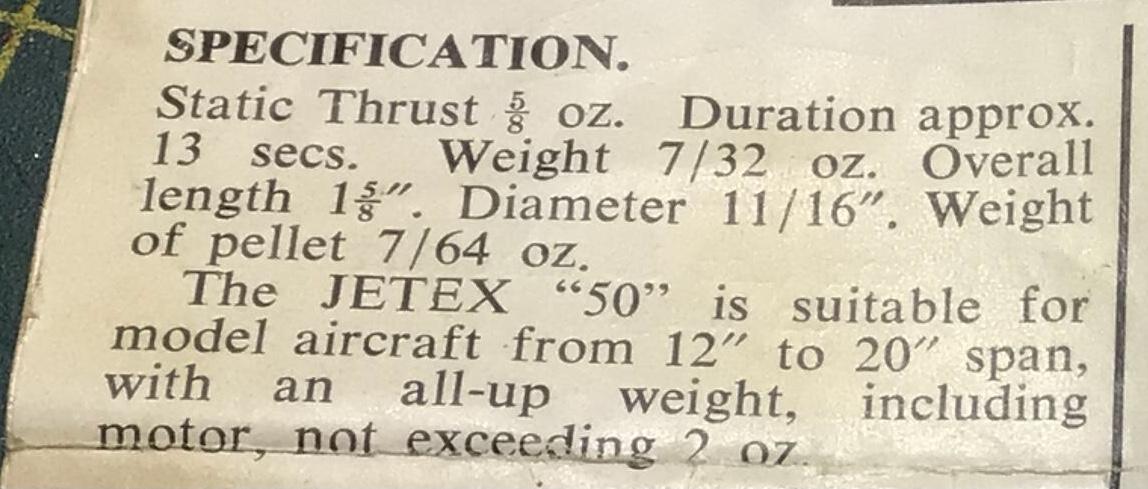 SPECIFICATION.
Static Thrust ⅝ oz. Duration approx.
13 secs. Weight 7/32 oz. Overall
length 1⅝″. Diameter 11/16″. Weight
of pellet 7/64 oz.
The JETEX “50” is suitable for
model aircraft from 12″ to 20″ span,
with an all-up weight, including
motor, not exceeding 2 oz.